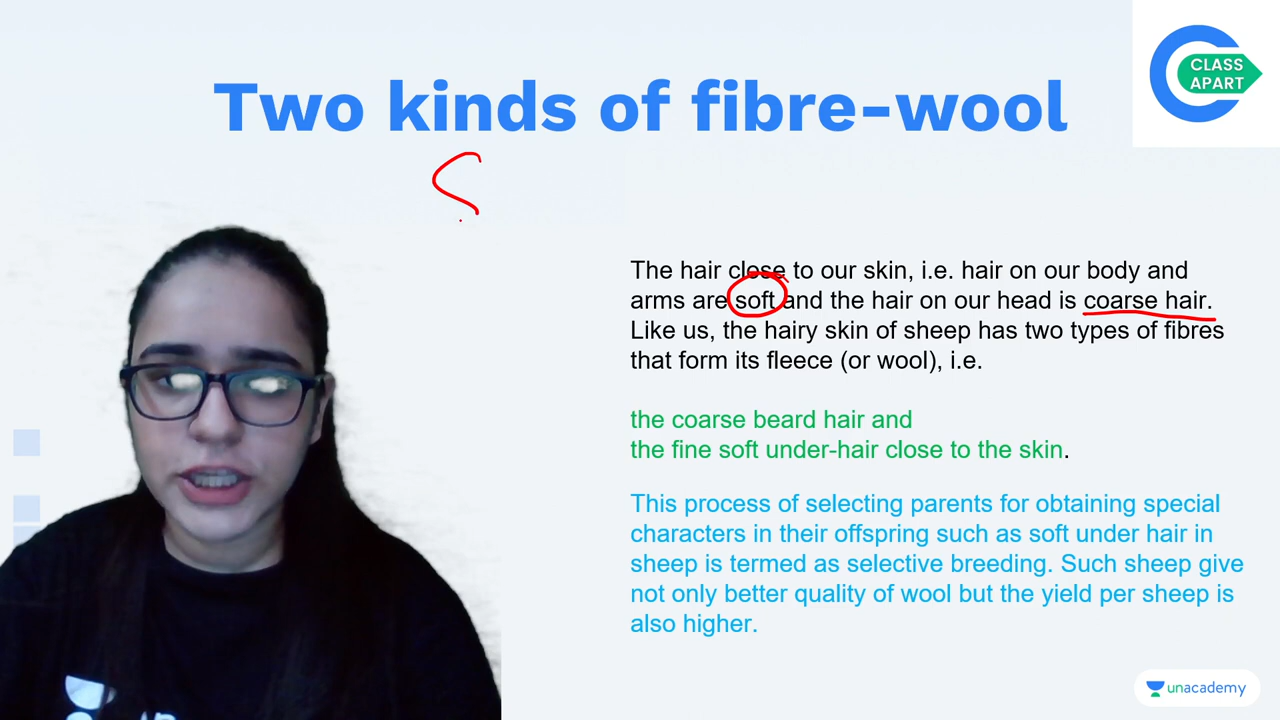 CLASS
APART
Two kinds of fibre-wool
The hair close to our skin, i.e. hair on our body and
arms are soft and the hair on our head is coarse hair.
Like us, the hairy skin of sheep has two types of fibres
that form its fleece (or wool), i.e.
the coarse beard hair and
the fine soft under-hair close to the skin.
This process of selecting parents for obtaining special
characters in their offspring such as soft under hair in
sheep is termed as selective breeding. Such sheep give
not only better quality of wool but the yield per sheep is
also higher.
unacademy